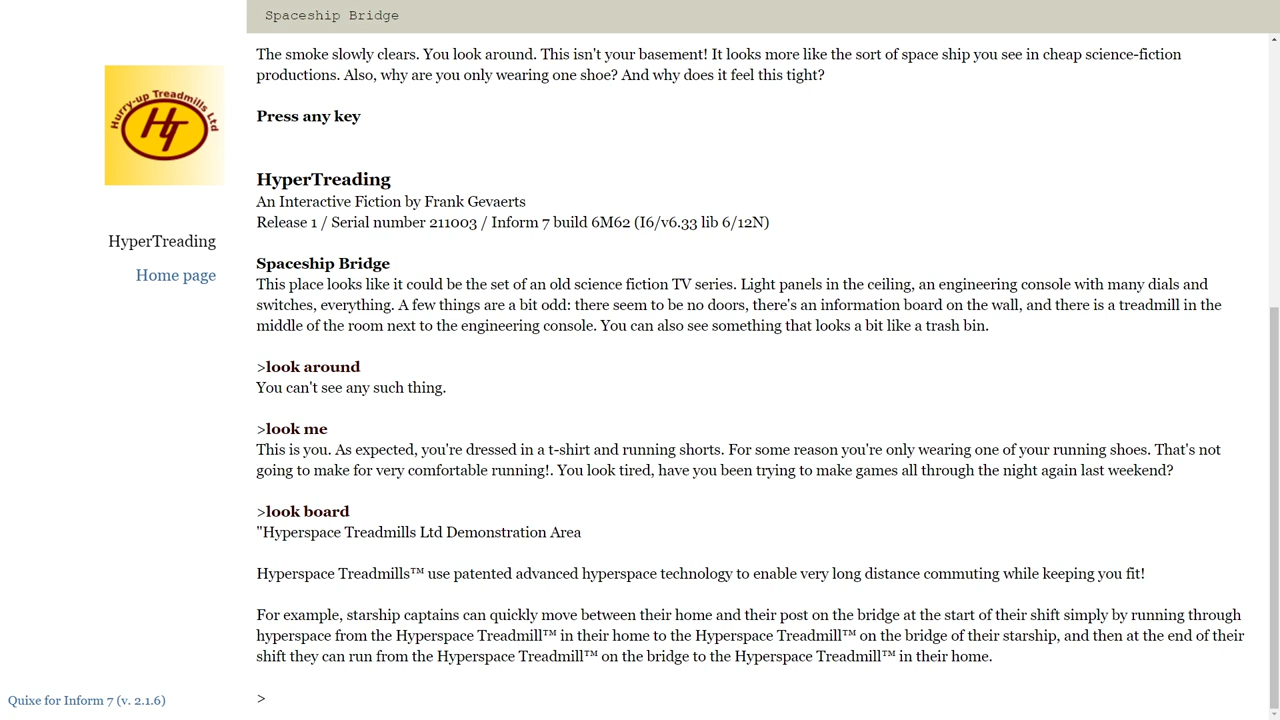 Spaceship Bridge
The smoke slowly clears. You look around. This isn't your basement! It looks more like the sort of space ship you see in cheap science-fiction
productions. Also, why are you only wearing one shoe? And why does it feel this tight?
Press any key
Hurry-up Treadmills Ltd
HT
HyperTreading
Home page
HyperTreading
An Interactive Fiction by Frank Gevaerts
Release 1 / Serial number 211003 / Inform 7 build 6M62 (I6/v6.33 lib 6/12N)
Spaceship Bridge
This place looks like it could be the set of an old science fiction TV series. Light panels in the ceiling, an engineering console with many dials and
switches, everything. A few things are a bit odd: there seem to be no doors, there's an information board on the wall, and there is a treadmill in the
middle of the room next to the engineering console. You can also see something that looks a bit like a trash bin.
>look around
You can't see any such thing.
>look me
This is you. As expected, you're dressed in a t-shirt and running shorts. For some reason you're only wearing one of your running shoes. That's not
going to make for very comfortable running!. You look tired, have you been trying to make games all through the night again last weekend?
>look board
"Hyperspace Treadmills Ltd Demonstration Area
Hyperspace Treadmills™ use patented advanced hyperspace technology to enable very long distance commuting while keeping you fit!
For example, starship captains can quickly move between their home and their post on the bridge at the start of their shift simply by running through
hyperspace from the Hyperspace Treadmill™ in their home to the Hyperspace Treadmill™ on the bridge of their starship, and then at the end of their
shift they can run from the Hyperspace Treadmill™ on the bridge to the Hyperspace Treadmill™ in their home.
>
Quixe for Inform 7 (v. 2.1.6)